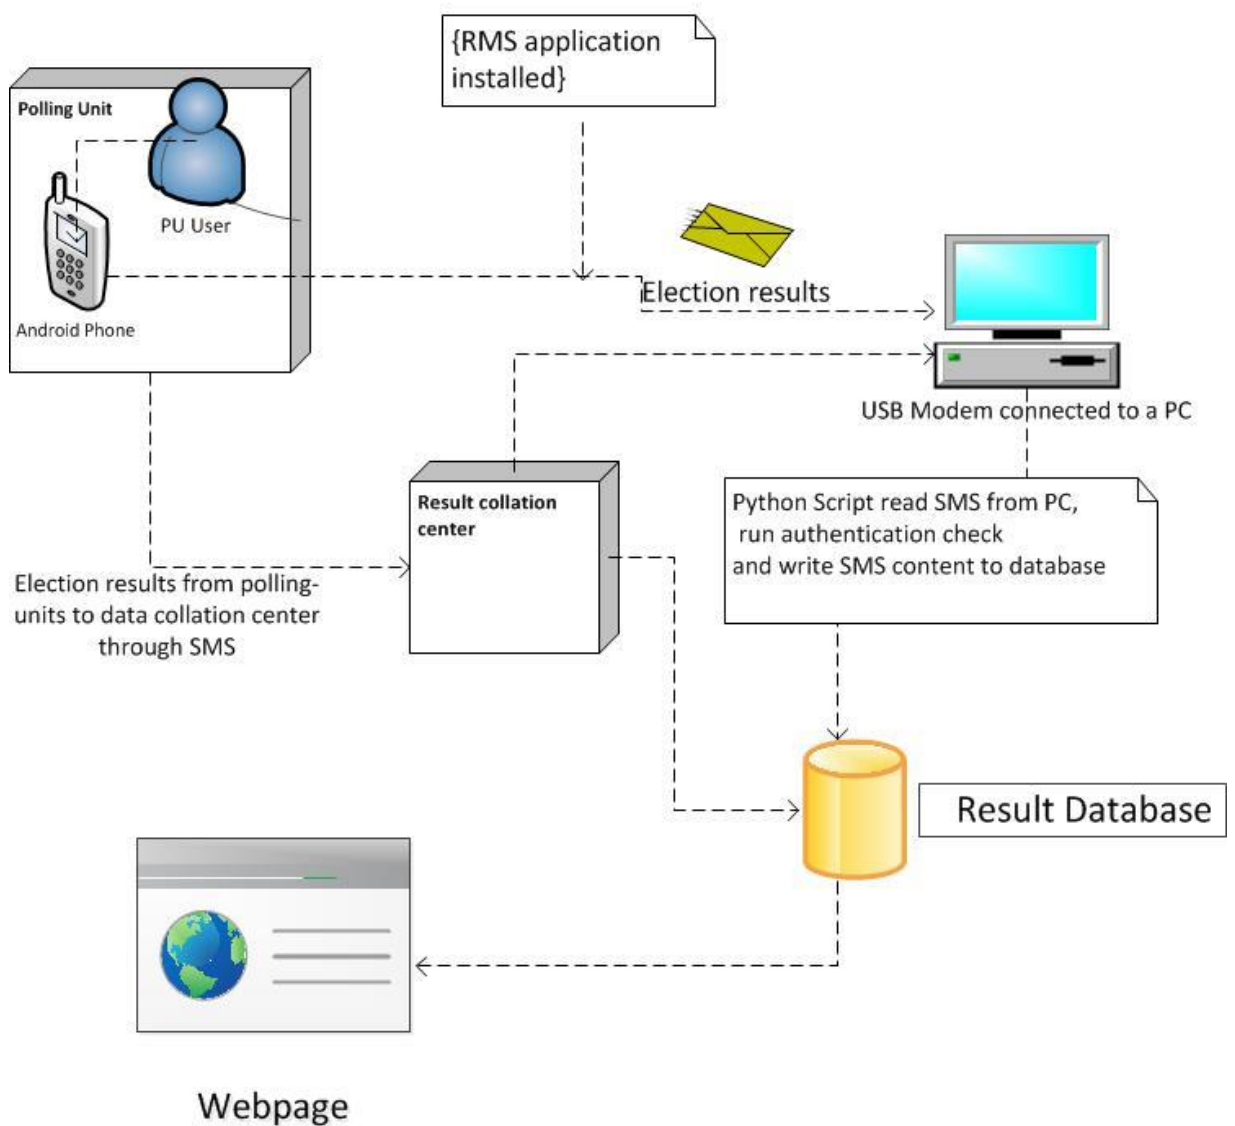 {RMS application
installed}
Polling Unit
PU User
Android Phone
Election results
USB Modem connected to a PC
Result collation
center
Python Script read SMS from PC,
run authentication check
and write SMS content to database
Election results from polling-
units to data collation center
through SMS
Result Database
Webpage